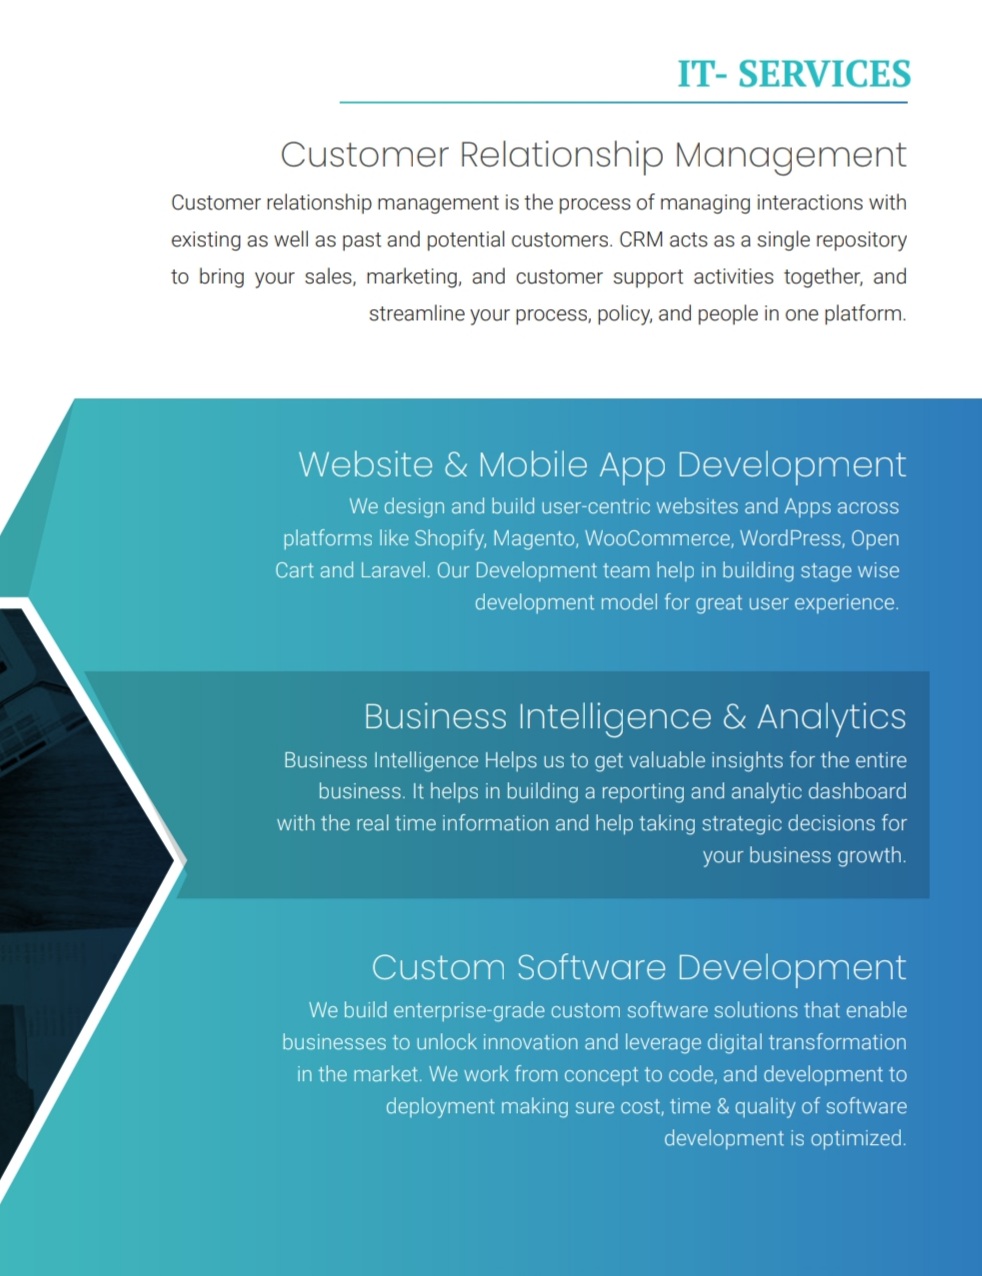 IT- SERVICES
Customer Relationship Management
Customer relationship management is the process of managing interactions with
existing as well as past and potential customers. CRM acts as a single repository
to bring your sales, marketing, and customer support activities together, and
streamline your process, policy, and people in one platform.
Website & Mobile App Development
We design and build user-centric websites and Apps across
platforms like Shopify, Magento, WooCommerce, WordPress, Open
Cart and Laravel. Our Development team help in building stage wise
development model for great user experience.
Business Intelligence & Analytics
Business Intelligence Helps us to get valuable insights for the entire
business. It helps in building a reporting and analytic dashboard
with the real time information and help taking strategic decisions for
your business growth.
Custom Software Development
We build enterprise-grade custom software solutions that enable
businesses to unlock innovation and leverage digital transformation
in the market. We work from concept to code, and development to
deployment making sure cost, time & quality of software
development is optimized.